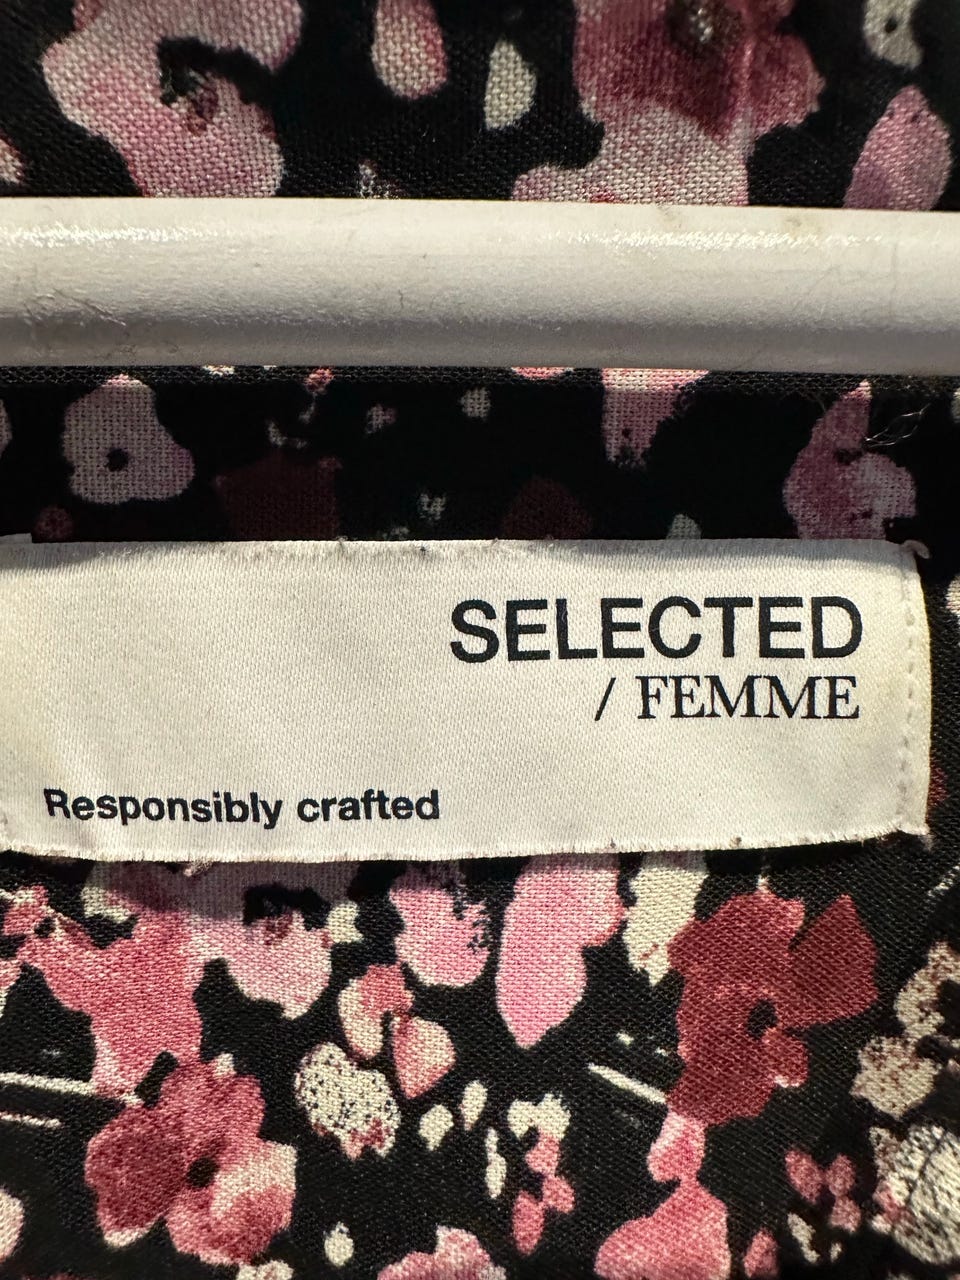 SELECTED
/ FEMME
Responsibly crafted